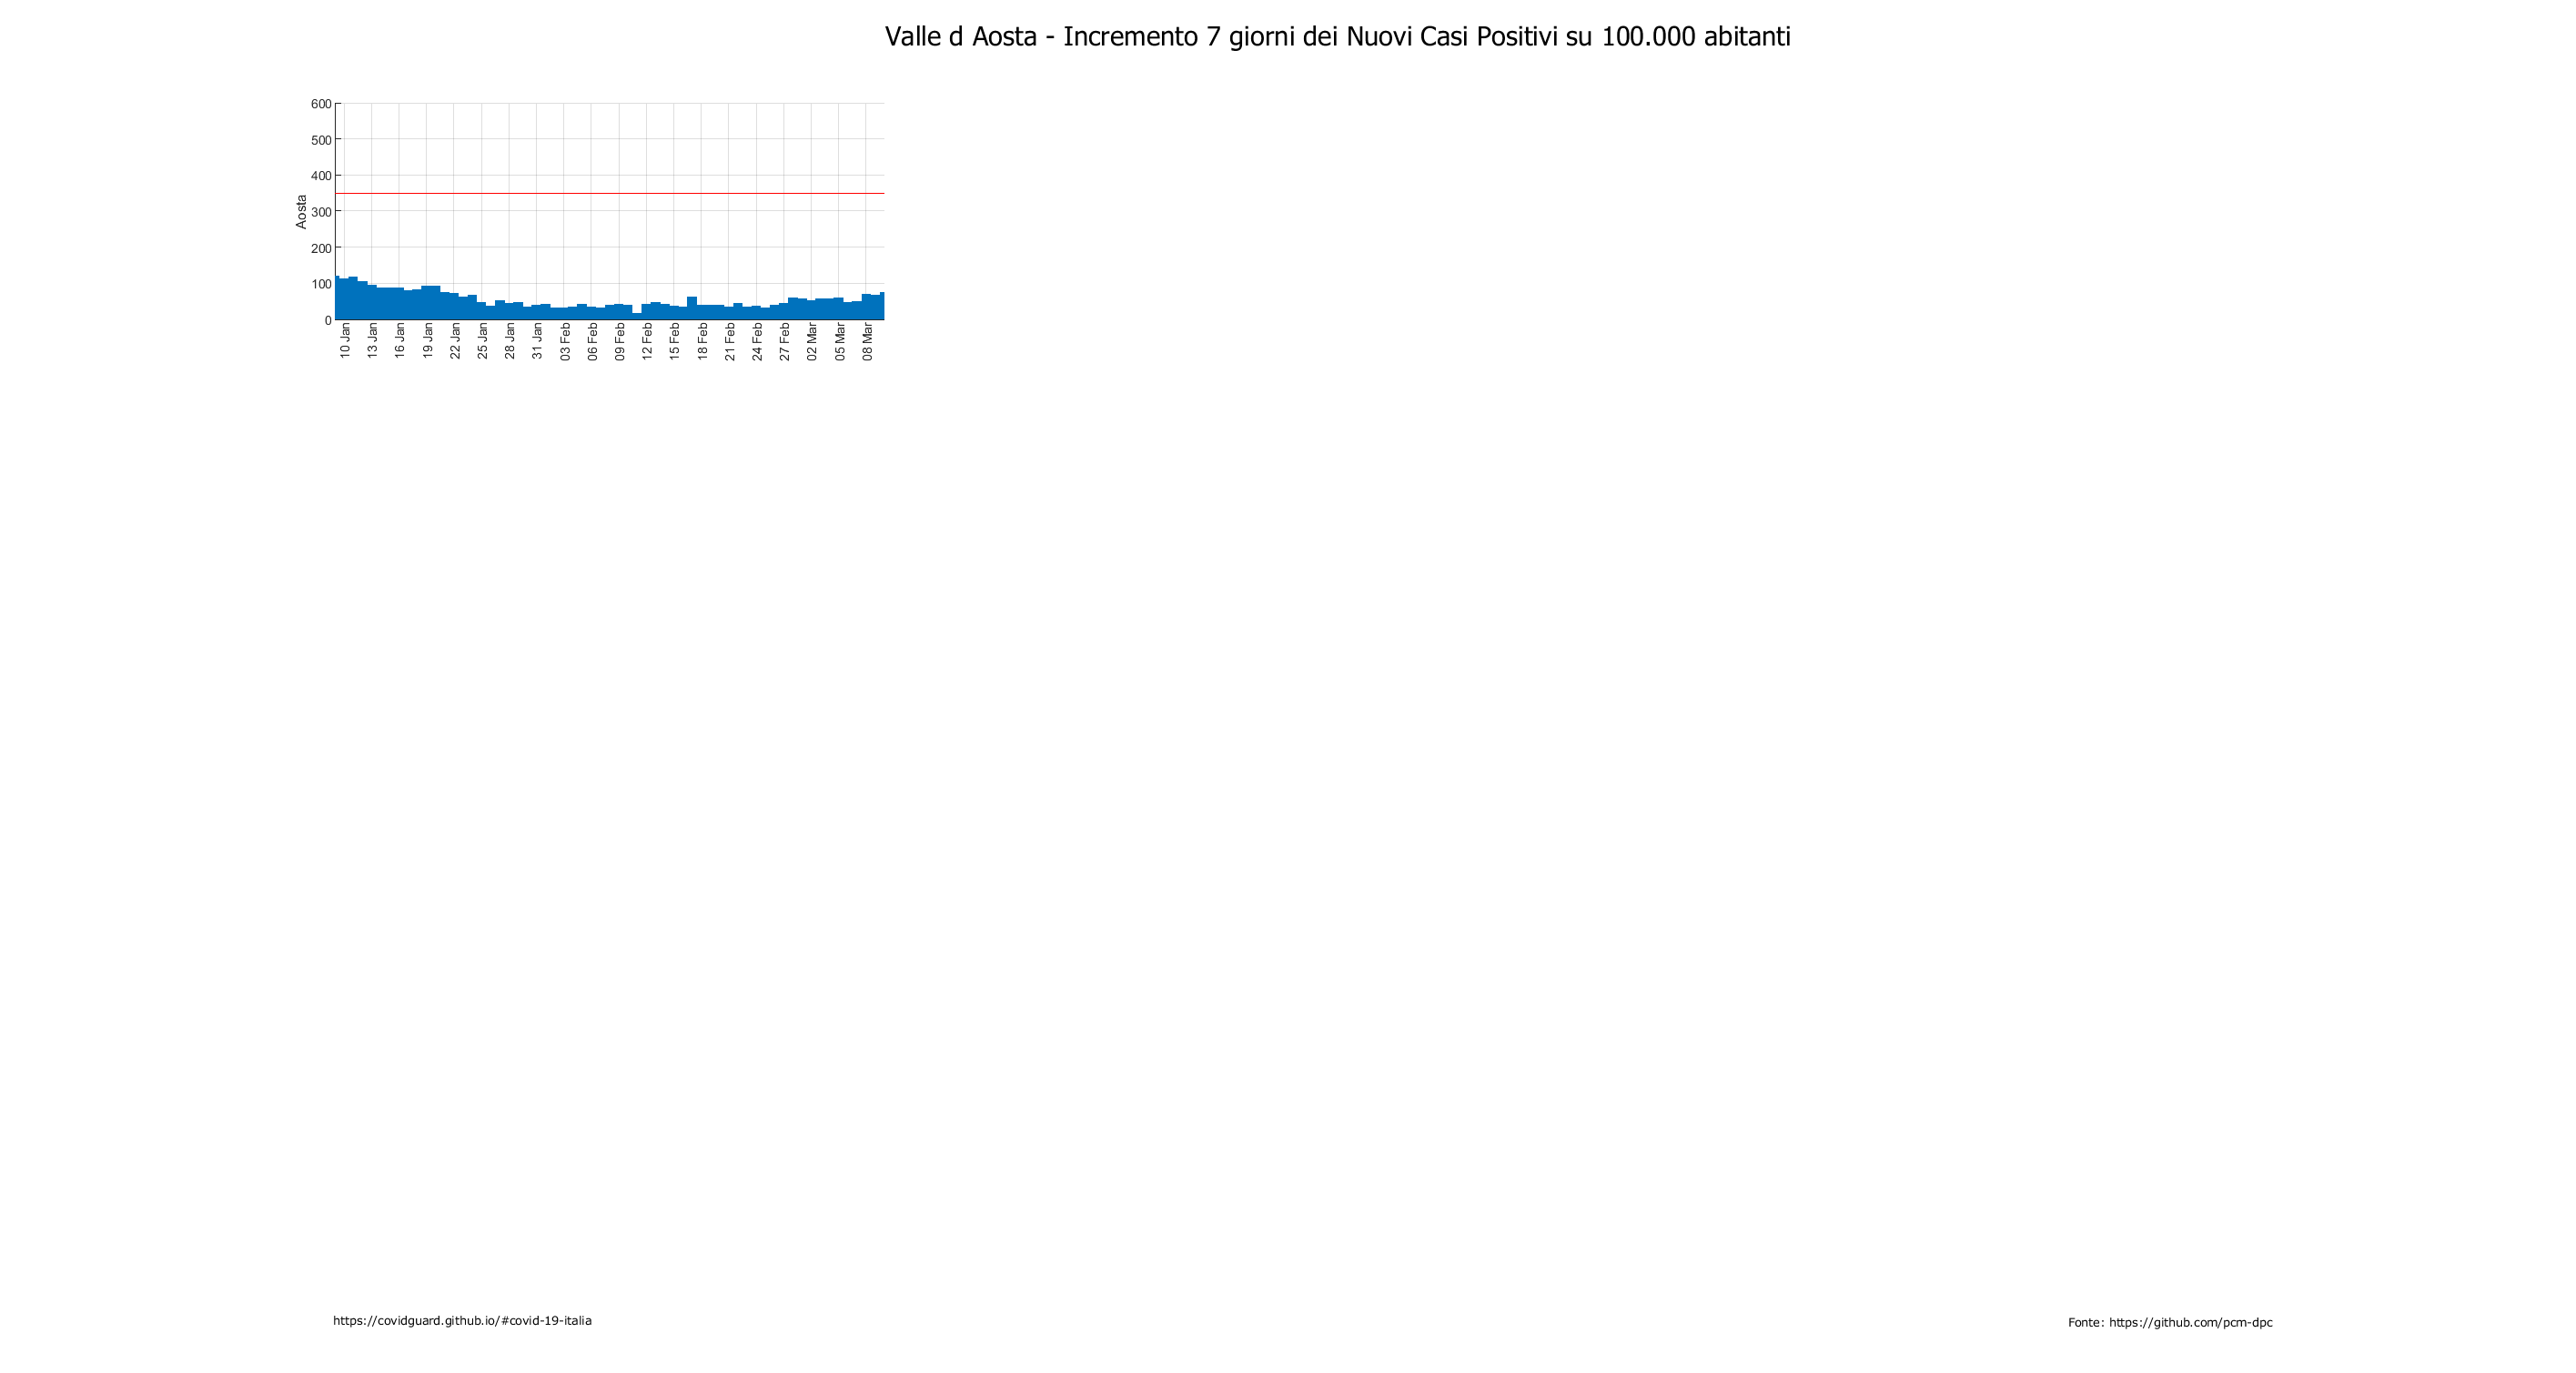 Valle d Aosta - Incremento 7 giorni dei Nuovi Casi Positivi su 100.000 abitanti
600
500
400
300
200
100
0
Aosta
10 Jan
13 Jan
16 Jan
19 Jan
22 Jan
25 Jan
28 Jan
31 Jan
03 Feb
06 Feb
09 Feb
12 Feb
15 Feb
18 Feb
21 Feb
24 Feb
27 Feb
02 Mar
05 Mar
08 Mar
https://covidguard.github.io/#covid-19-italia
Fonte: https://github.com/pcm-dpc